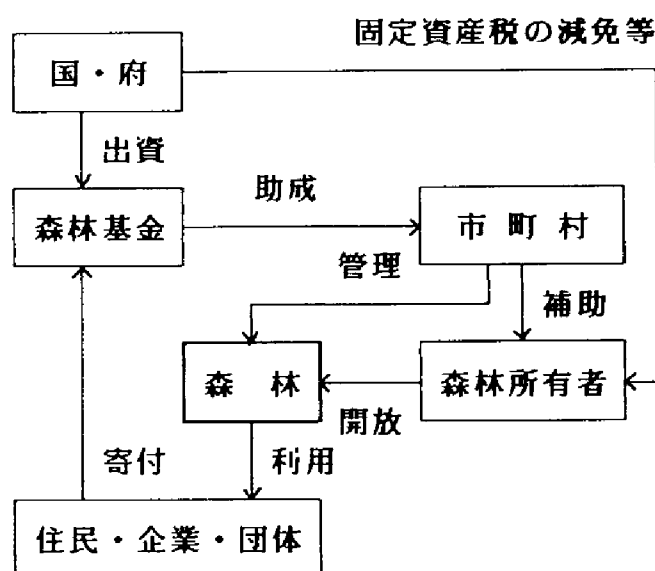 固定資産税の減免等
国・府
出資
助成
森林基金
市町村
管理
補助
森林
森林所有者
開放
寄付
利用
住民・企業・団体